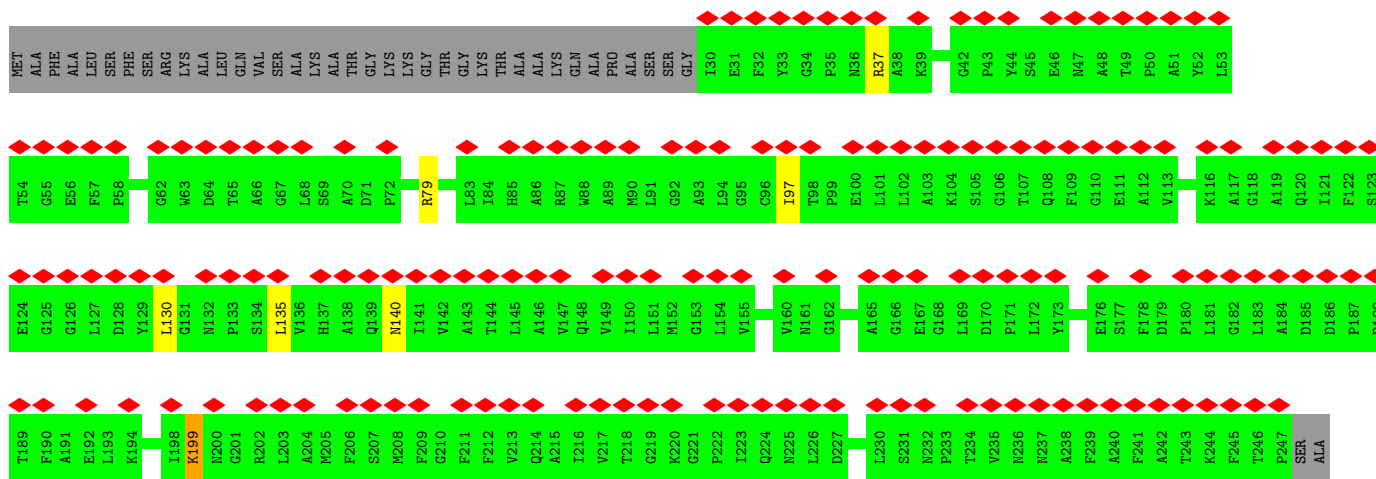 MET ALA PHE ALA LEU SER PHE SER ARG LYS ALA LEU GLN VAL SER ALA LYS ALA THR GLY LYS LYS GLY THR GLY LYS THR ALA ALA LYS GLN ALA PRO ALA SER SER GLY I30 E31 F32 Y33 G34 P35 N36 R37 A38 K39 G42 P43 Y44 S45 E46 N47 A48 T49 P50 A51 Y52 L53
T54 G55 E56 F57 P58 G62 W63 D64 T65 A66 G67 L68 S69 A70 D71 P72 R79 L83 I84 H85 A86 R87 W88 A89 M90 L91 G92 A93 L94 G95 C96 I97 T98 P99 E100 L101 L102 A103 K104 S105 G106 T107 Q108 F109 G110 E111 A112 V113 K116 A117 G118 A119 Q120 I121 F122 S123
E124 G125 G126 L127 D128 Y129 L130 G131 N132 P133 S134 L135 V136 H137 A138 Q139 N140 T141 V142 A143 T144 L145 A146 V147 Q148 V149 I150 L151 M152 G153 L154 V155 V160 N161 G162 A165 G166 E167 G168 L169 D170 P171 L172 Y173 E176 S177 F178 D179 P180 L181 G182 L183 A184 D185 D186 P187
T189 F190 A191 E192 L193 K194 I198 K199 N200 G201 R202 L203 A204 M205 F206 S207 M208 F209 G210 F211 F212 V213 Q214 A215 I216 V217 T218 G219 K220 G221 P222 I223 Q224 N225 L226 D227 L230 S231 N232 P233 T234 V235 N236 N237 A238 F239 A240 F241 A242 T243 K244 F245 T246 P247 SER ALA